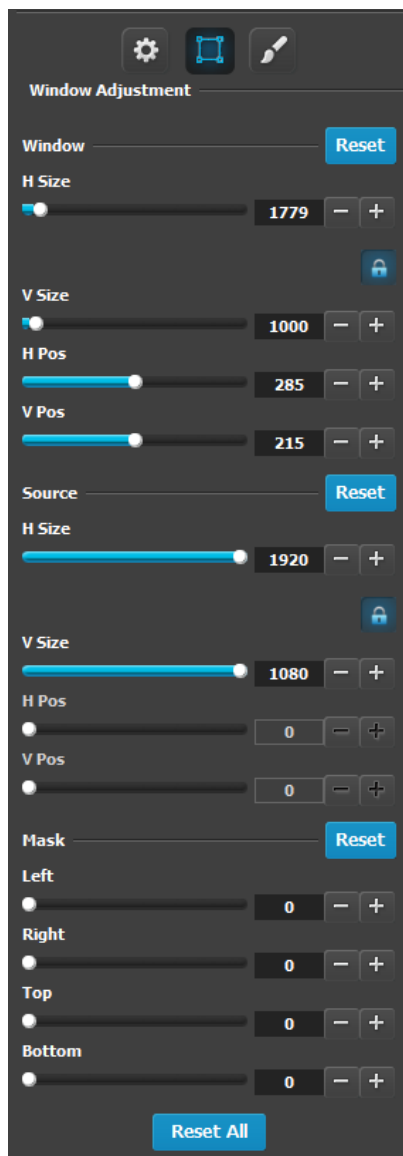 Window Adjustment
Window Reset
H Size
1779
V Size
1000
H Pos
285
V Pos
215
Source Reset
H Size
1920
V Size
1080
H Pos
0
V Pos
0
Mask Reset
Left
0
Right
0
Top
0
Bottom
0
Reset All